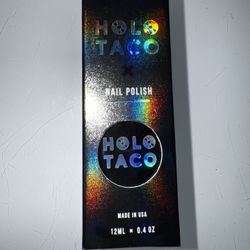 HOLO
TACO
NAIL POLISH
HOLO
TACO
MADE IN USA
12ML × 0.4 OZ